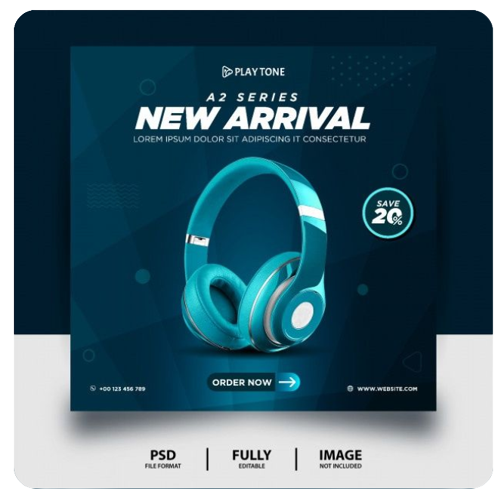 PLAY TONE
A2 SERIES
NEW ARRIVAL
LOREM IPSUM DOLOR SIT ADIPISCING IT CONSECTETUR
SAVE
20%
ORDER NOW
+00 123 456 789
WWW.WEBSITE.COM
PSD
FILE FORMAT
FULLY
EDITABLE
IMAGE
NOT INCLUDED